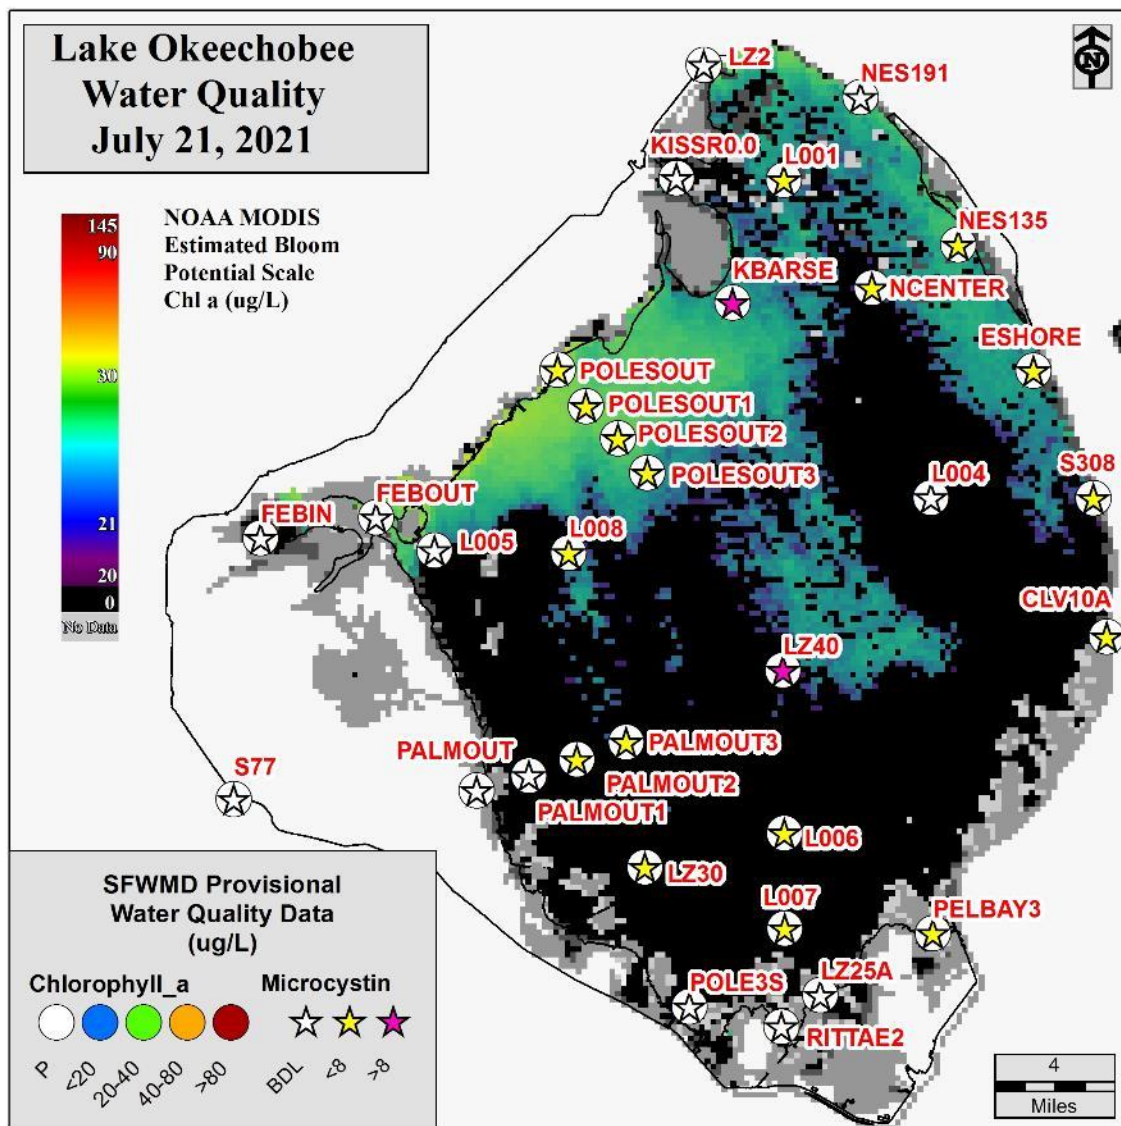 Lake Okeechobee
Water Quality
July 21, 2021
N
LZ2
NES191
KISSR0.0
L001
145
90
30
21
20
0
No Data
NOAA MODIS
Estimated Bloom
Potential Scale
Chl a (ug/L)
NES135
KBARSE
NCENTER
ESHORE
POLESOUT
POLESOUT1
POLESOUT2
POLESOUT3
L004
S308
FEBOUT
FEBIN
L005
L008
CLV10A
LZ40
PALMOUT
PALMOUT3
PALMOUT2
PALMOUT1
S77
L006
LZ30
L007
PELBAY3
LZ25A
POLE3S
RITTAE2
SFWMD Provisional
Water Quality Data
(ug/L)
Chlorophyll_a Microcystin
P <20 20-40 40-80 >80 BDL <8 >8
4
Miles